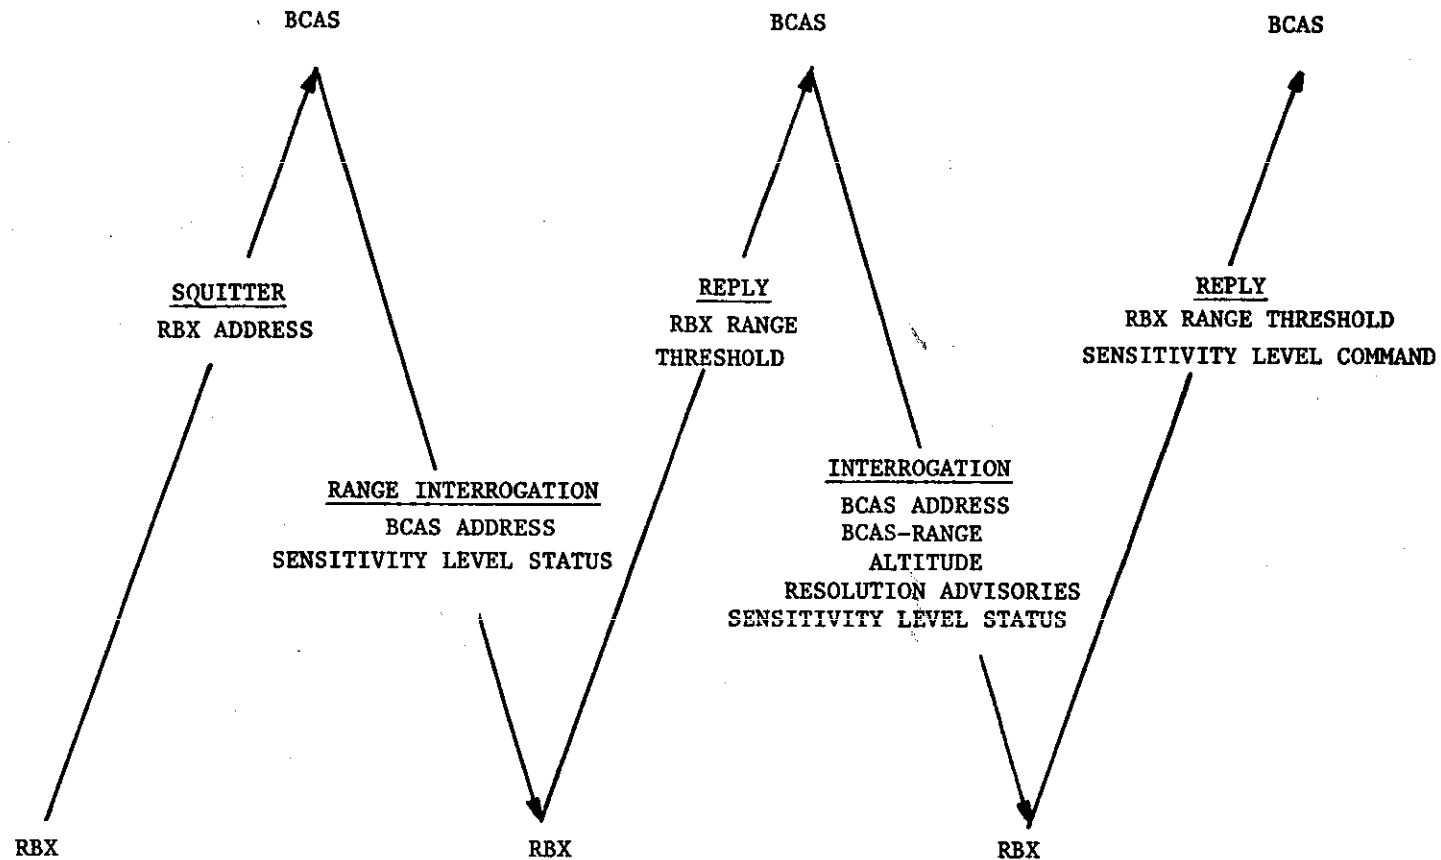 BCAS
BCAS
BCAS
SQUITTER
RBX ADDRESS
RANGE INTERROGATION
BCAS ADDRESS
SENSITIVITY LEVEL STATUS
REPLY
RBX RANGE
THRESHOLD
INTERROGATION
BCAS ADDRESS
BCAS-RANGE
ALTITUDE
RESOLUTION ADVISORIES
SENSITIVITY LEVEL STATUS
REPLY
RBX RANGE THRESHOLD
SENSITIVITY LEVEL COMMAND
RBX
RBX
RBX